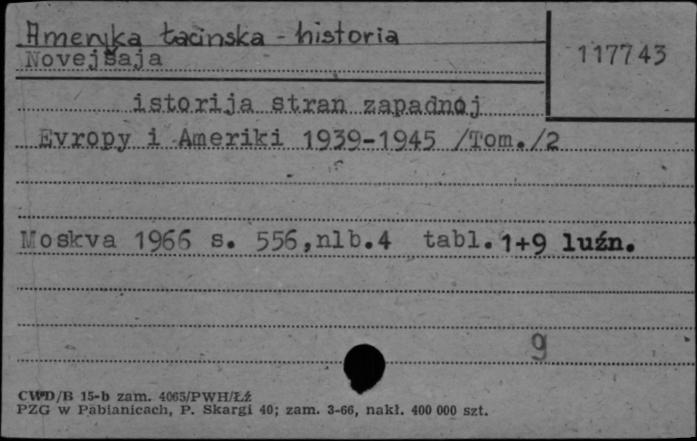 Ameryka Łacińska - historia
117743
Novejšaja
istorija stran zapadnoj
Evropy i Ameriki 1939-1945 /Tom./2
Moskva 1966 s. 556,nlb.4 tabl. 1+9 luźn.
9
CWD/B 15-b zam. 4065/PWH/Łź
PZG w Pabianicach, P. Skargi 40; zam. 3-66, nakł. 400 000 szt.